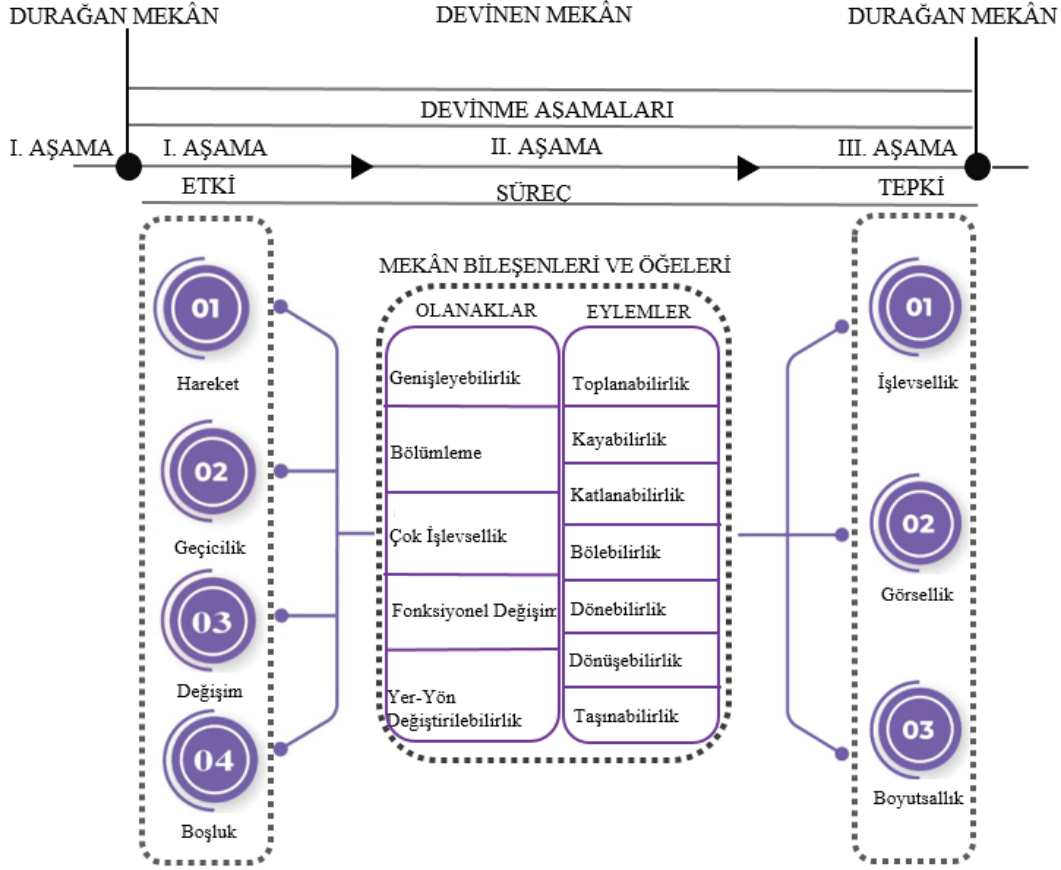 DURAĞAN MEKÂN
DEVİNEN MEKÂN
DURAĞAN MEKÂN
DEVİNME AŞAMALARI
I. AŞAMA
I. AŞAMA
II. AŞAMA
III. AŞAMA
ETKİ
SÜREÇ
TEPKİ
01
Hareket
02
Geçicilik
03
Değişim
04
Boşluk
MEKÂN BİLEŞENLERİ VE ÖĞELERİ
OLANAKLAR
Genişleyebilirlik
Bölümleme
Çok İşlevsellik
Fonksiyonel Değişim
Yer-Yön
Değiştirilebilirlik
EYLEMLER
Toplanabilirlik
Kayabilirlik
Katlanabilirlik
Bölebilirlik
Dönebilirlik
Dönüşebilirlik
Taşınabilirlik
01
İşlevsellik
02
Görsellik
03
Boyutsallık